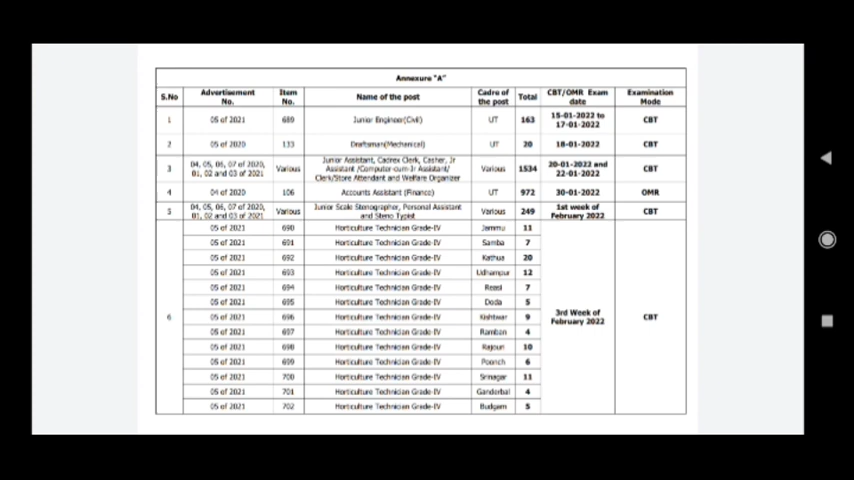 Annexure "A"
S.No Advertisement No. Item No. Name of the post Cadre of the post Total CBT/OMR Exam date Examination Mode
1 05 of 2021 689 Junior Engineer(Civil) UT 163 15-01-2022 to 17-01-2022 CBT
2 05 of 2020 133 Draftsman(Mechanical) UT 20 18-01-2022 CBT
3 04, 05, 06, 07 of 2020, 01, 02 and 03 of 2021 Various Junior Assistant, Cadrex Clerk, Casher, Jr Assistant /Computer-cum-Jr Assistant/ Clerk/Store Attendant and Welfare Organizer Various 1534 20-01-2022 and 22-01-2022 CBT
4 04 of 2020 106 Accounts Assistant (Finance) UT 972 30-01-2022 OMR
5 04, 05, 06, 07 of 2020, 01, 02 and 03 of 2021 Various Junior Scale Stenographer, Personal Assistant and Steno Typist Various 249 1st week of February 2022 CBT
6 05 of 2021 690 Horticulture Technician Grade-IV Jammu 11 3rd Week of February 2022 CBT
05 of 2021 691 Horticulture Technician Grade-IV Samba 7
05 of 2021 692 Horticulture Technician Grade-IV Kathua 20
05 of 2021 693 Horticulture Technician Grade-IV Udhampur 12
05 of 2021 694 Horticulture Technician Grade-IV Reasi 7
05 of 2021 695 Horticulture Technician Grade-IV Doda 5
05 of 2021 696 Horticulture Technician Grade-IV Kishtwar 9
05 of 2021 697 Horticulture Technician Grade-IV Ramban 4
05 of 2021 698 Horticulture Technician Grade-IV Rajouri 10
05 of 2021 699 Horticulture Technician Grade-IV Poonch 6
05 of 2021 700 Horticulture Technician Grade-IV Srinagar 11
05 of 2021 701 Horticulture Technician Grade-IV Ganderbal 4
05 of 2021 702 Horticulture Technician Grade-IV Budgam 5